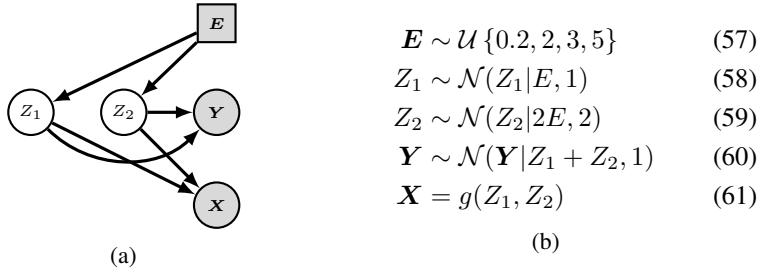 E
Z₁
Z₂
Y
X
(a)
E ∼ U {0.2, 2, 3, 5} (57)
Z₁ ∼ N(Z₁|E, 1) (58)
Z₂ ∼ N(Z₂|2E, 2) (59)
Y ∼ N(Y|Z₁ + Z₂, 1) (60)
X = g(Z₁, Z₂) (61)
(b)